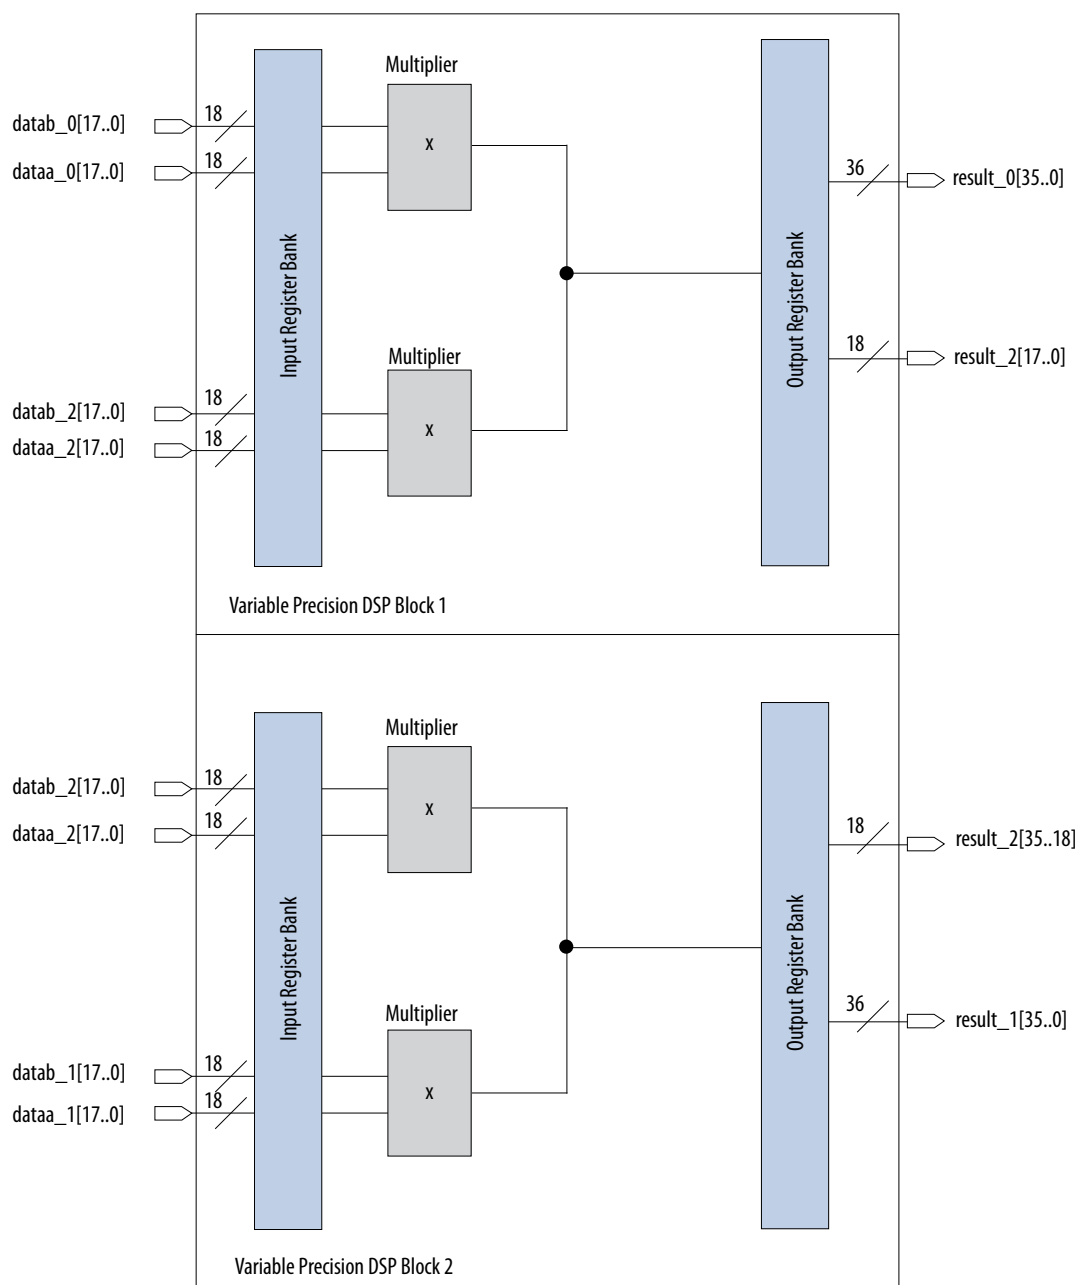 Multiplier
datab_0[17..0]
18
dataa_0[17..0]
18
x
Input Register Bank
Output Register Bank
36
result_0[35..0]
18
result_2[17..0]
Multiplier
datab_2[17..0]
18
dataa_2[17..0]
18
x
Variable Precision DSP Block 1
Multiplier
datab_2[17..0]
18
dataa_2[17..0]
18
x
Input Register Bank
Output Register Bank
18
result_2[35..18]
36
result_1[35..0]
Multiplier
datab_1[17..0]
18
dataa_1[17..0]
18
x
Variable Precision DSP Block 2